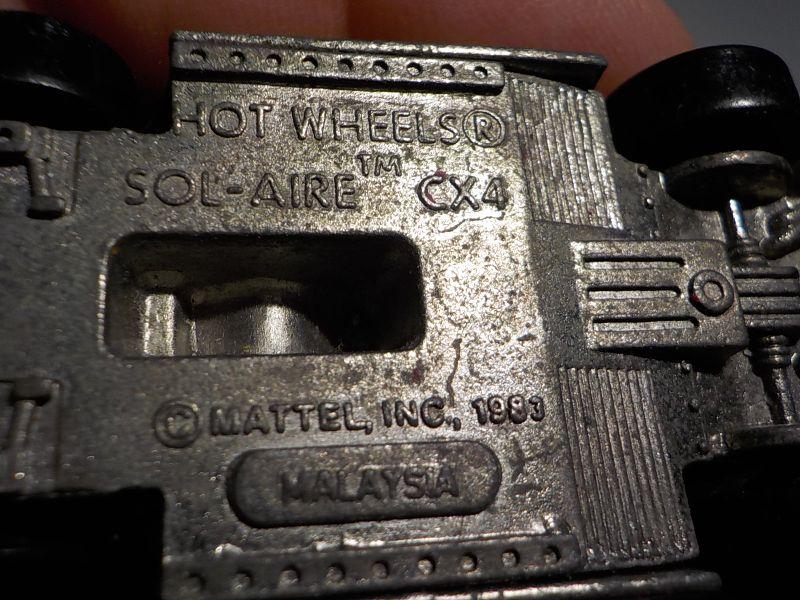 HOT WHEELS®
SOL-AIRE™ CX4
© MATTEL, INC., 1983
MALAYSIA